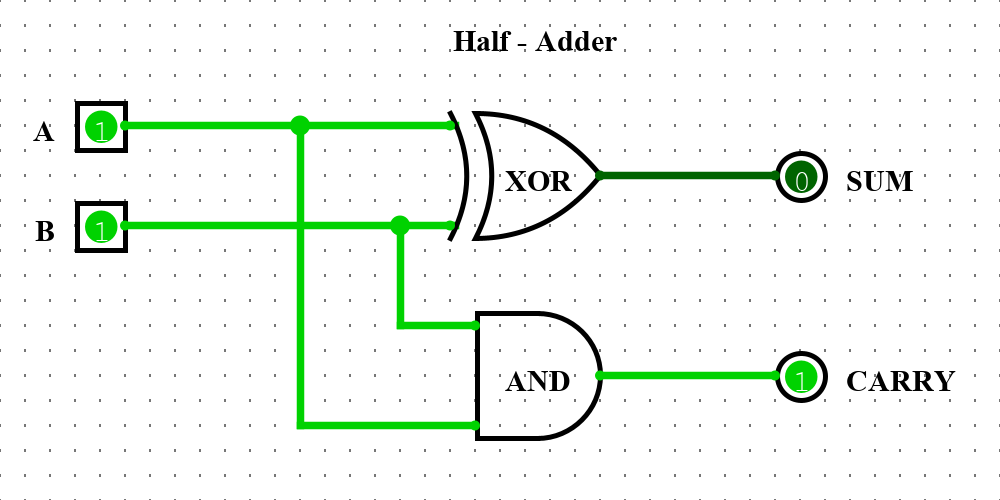 Half - Adder
A 1
XOR
0 SUM
B 1
AND
1 CARRY